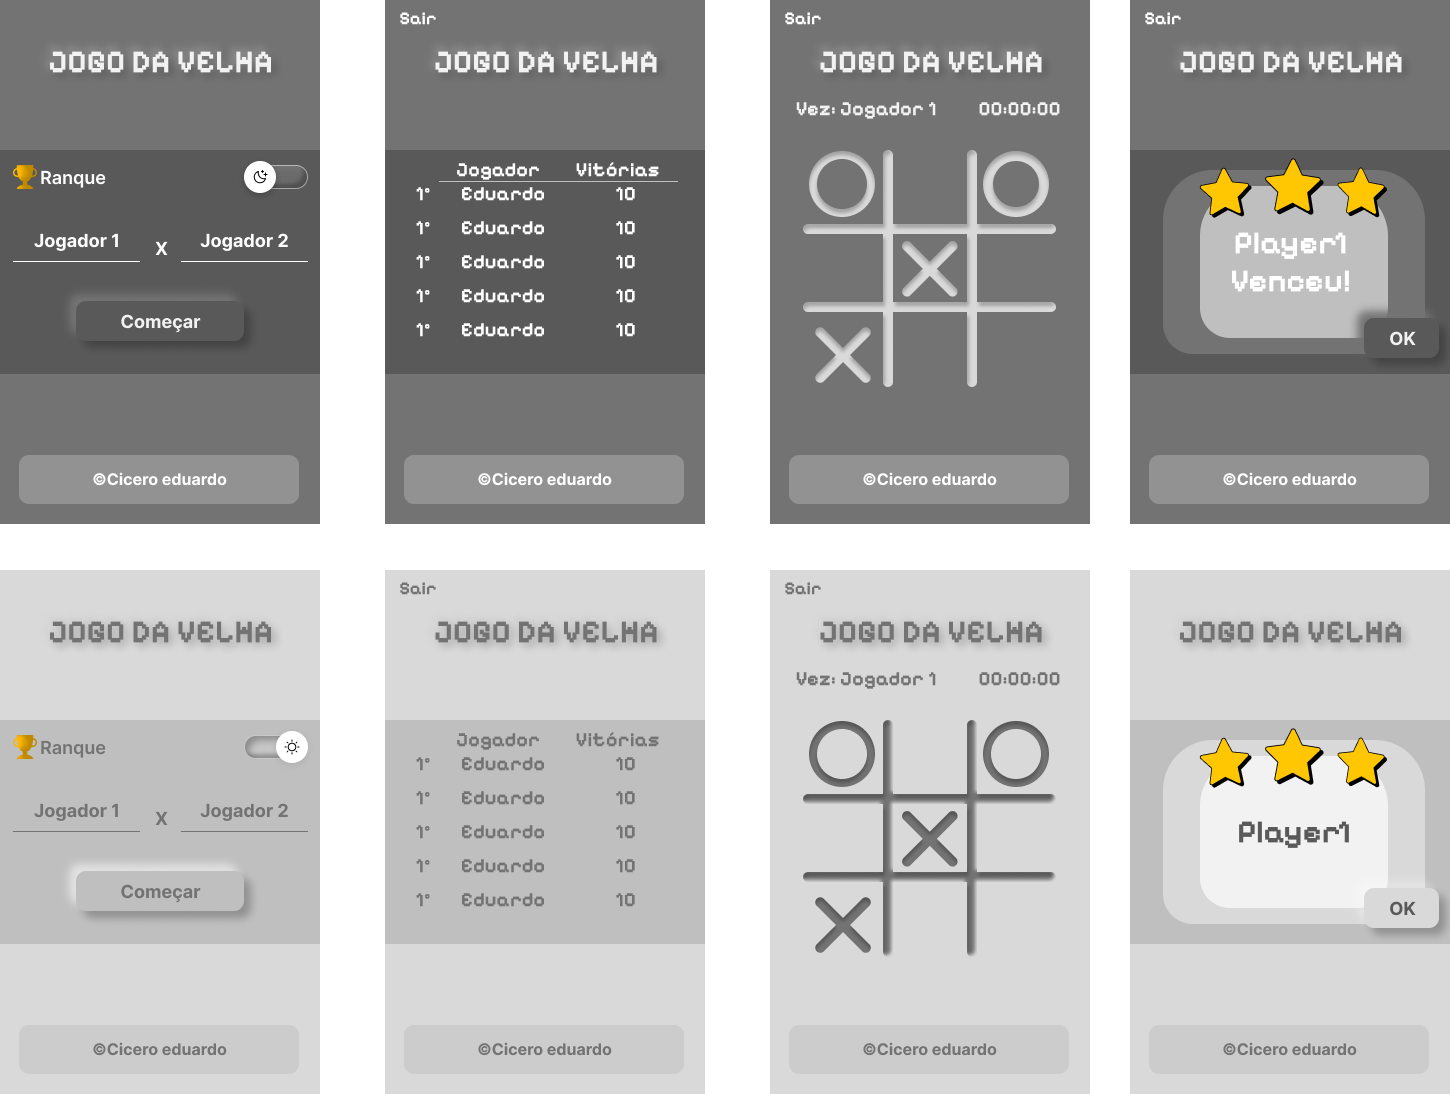 JOGO DA VELHA
Ranque
Jogador 1 X Jogador 2
Começar
©Cicero eduardo
Sair
JOGO DA VELHA
Jogador Vitórias
1° Eduardo 10
1° Eduardo 10
1° Eduardo 10
1° Eduardo 10
1° Eduardo 10
©Cicero eduardo
Sair
JOGO DA VELHA
Vez: Jogador 1 00:00:00
©Cicero eduardo
Sair
JOGO DA VELHA
Player1
Venceu!
OK
©Cicero eduardo
JOGO DA VELHA
Ranque
Jogador 1 X Jogador 2
Começar
©Cicero eduardo
Sair
JOGO DA VELHA
Jogador Vitórias
1° Eduardo 10
1° Eduardo 10
1° Eduardo 10
1° Eduardo 10
1° Eduardo 10
©Cicero eduardo
Sair
JOGO DA VELHA
Vez: Jogador 1 00:00:00
©Cicero eduardo
JOGO DA VELHA
Player1
OK
©Cicero eduardo